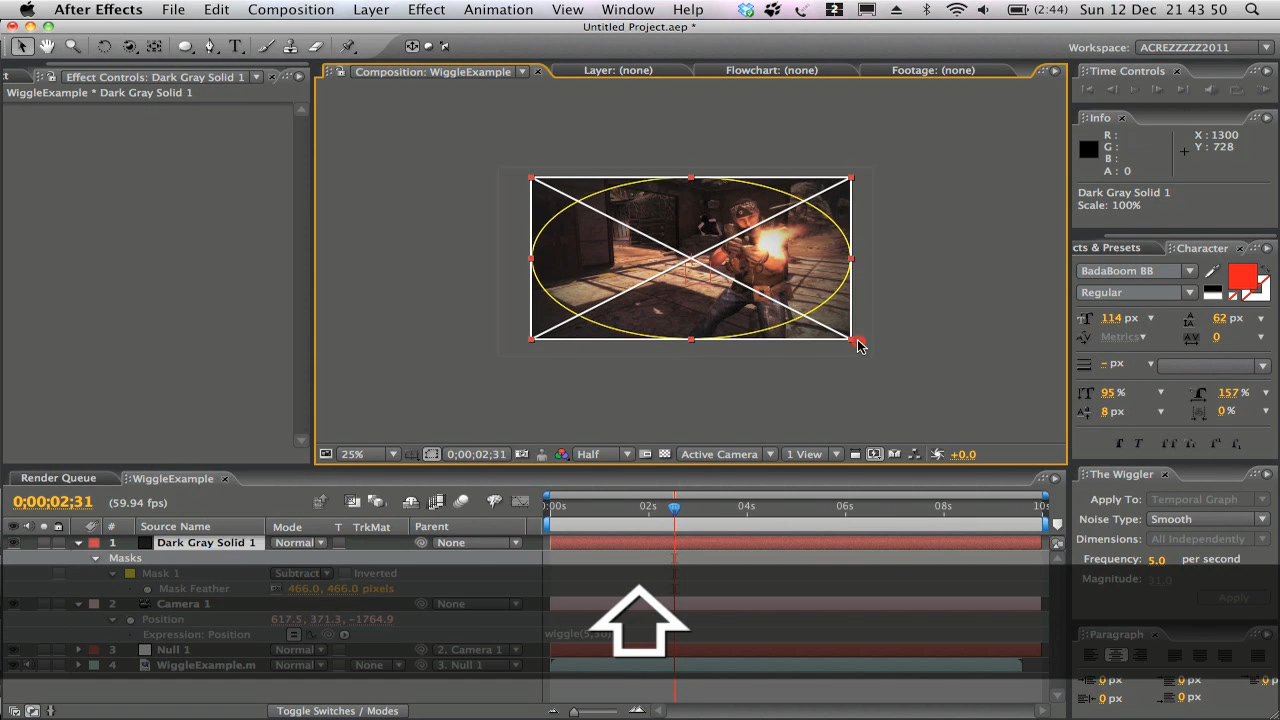 After Effects File Edit Composition Layer Effect Animation View Window Help 2 (2:44) Sun 12 Dec 21 43 50
Untitled Project.aep *
Workspace: ACREZZZZZ2011
t Effect Controls: Dark Gray Solid 1 Composition: WiggleExample Layer: (none) Flowchart: (none) Footage: (none) Time Controls
WiggleExample * Dark Gray Solid 1
Info
R : X : 1300
G : Y : 728
B :
A : 0
Dark Gray Solid 1
Scale: 100%
cts & Presets Character
BadaBoom BB
Regular
114 px 62 px
Metrics 0
- px
95 % 157 %
8 px 0 %
T T TT Tt T' T,
25% 0;00;02;31 Half Active Camera 1 View +0.0
Render Queue WiggleExample The Wiggler
0;00;02;31 (59.94 fps) Apply To: Temporal Graph
:00s 02s 04s 06s 08s 10s
# Source Name Mode T TrkMat Parent Noise Type: Smooth
1 Dark Gray Solid 1 Normal None Dimensions: All Independently
Masks Frequency: 5.0 per second
Mask 1 Subtract Inverted Magnitude: 31.0
Mask Feather 466.0, 466.0 pixels Apply
2 Camera 1 None
Position 617.5, 371.3, -1764.9
Expression: Position wiggle(5,30) Paragraph
3 Null 1 Normal 2. Camera 1
4 WiggleExample.m Normal None 3. Null 1
0 px 0 px 0 p
0 px 0 px
Toggle Switches / Modes